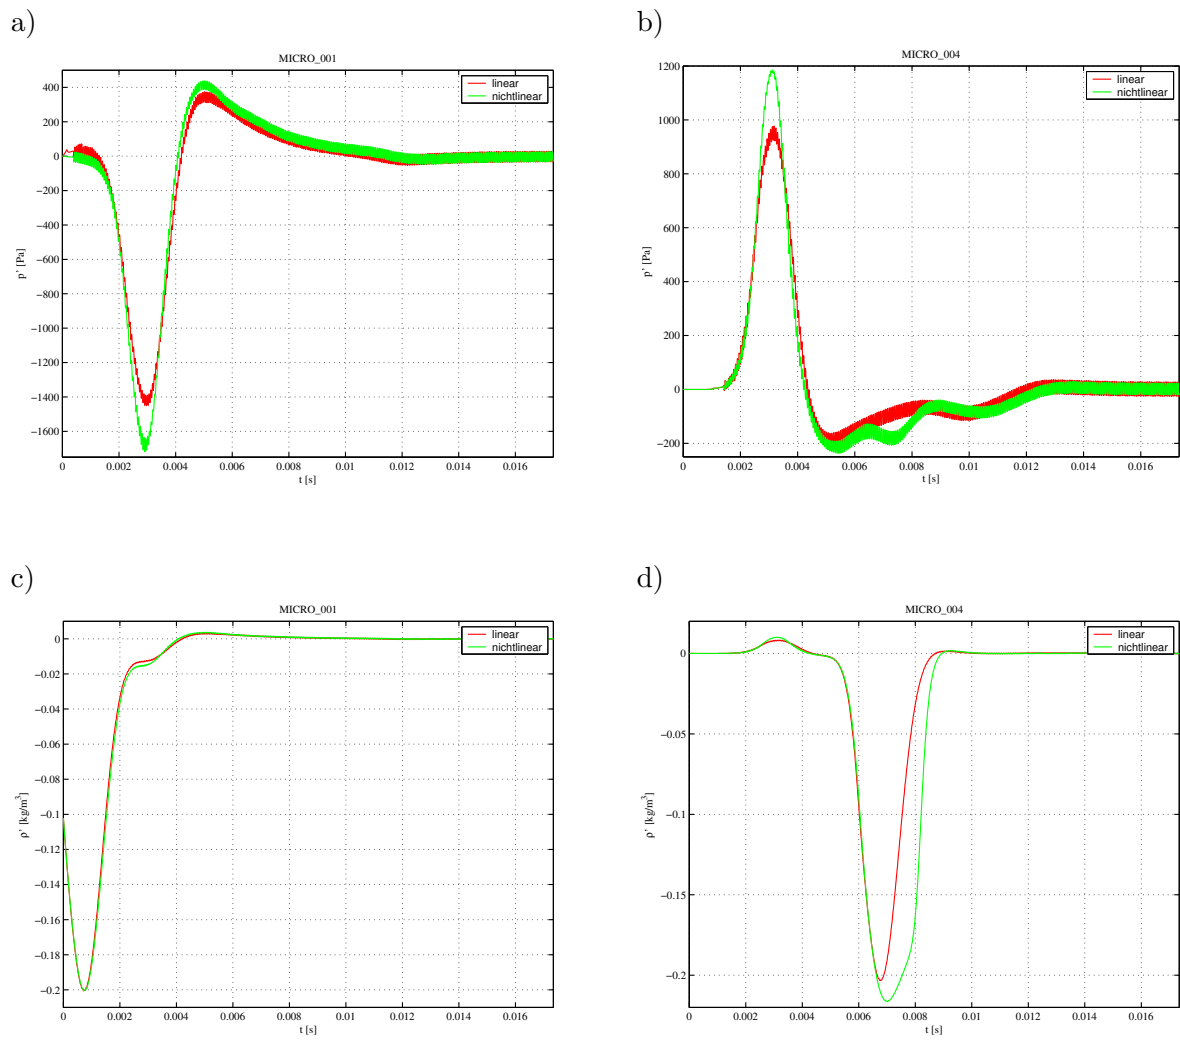 a)
MICRO_001
linear
nichtlinear
400
200
0
−200
−400
−600
−800
−1000
−1200
−1400
−1600
p' [Pa]
0 0.002 0.004 0.006 0.008 0.01 0.012 0.014 0.016
t [s]
b)
MICRO_004
linear
nichtlinear
1200
1000
800
600
400
200
0
−200
p' [Pa]
0 0.002 0.004 0.006 0.008 0.01 0.012 0.014 0.016
t [s]
c)
MICRO_001
linear
nichtlinear
0
−0.02
−0.04
−0.06
−0.08
−0.1
−0.12
−0.14
−0.16
−0.18
−0.2
ρ' [kg/m³]
0 0.002 0.004 0.006 0.008 0.01 0.012 0.014 0.016
t [s]
d)
MICRO_004
linear
nichtlinear
0
−0.05
−0.1
−0.15
−0.2
ρ' [kg/m³]
0 0.002 0.004 0.006 0.008 0.01 0.012 0.014 0.016
t [s]